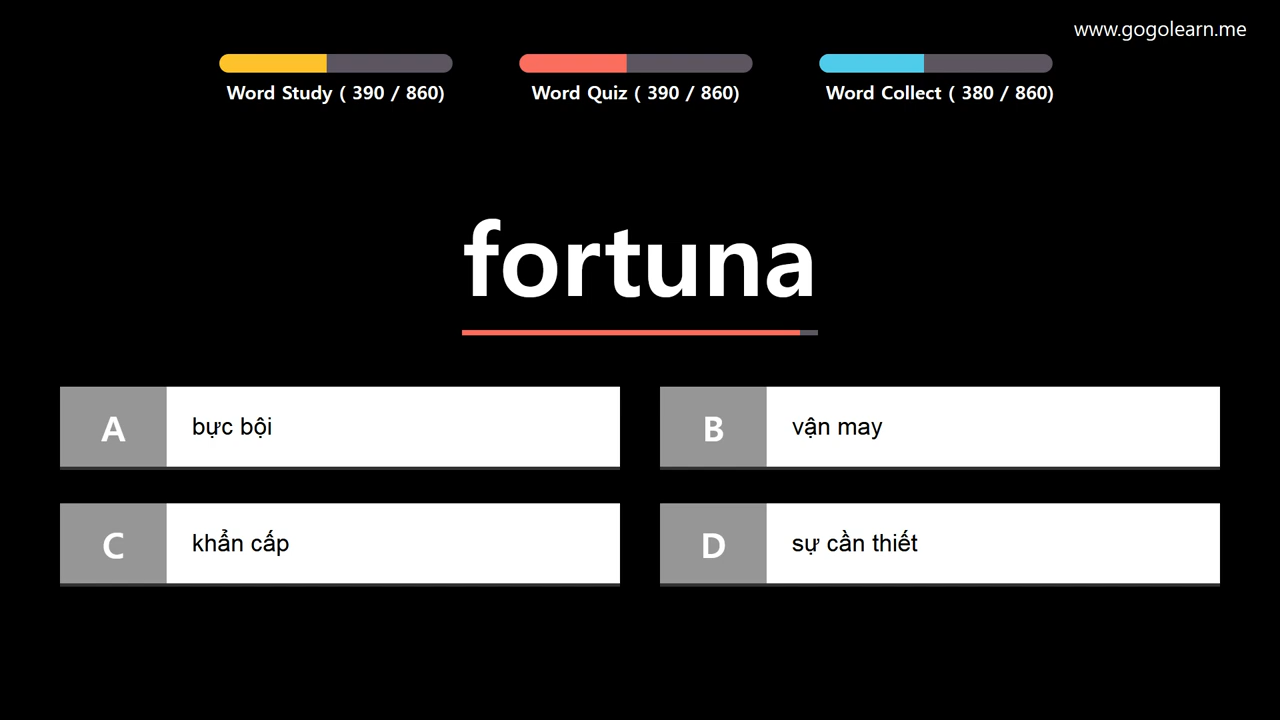 www.gogolearn.me
Word Study ( 390 / 860)
Word Quiz ( 390 / 860)
Word Collect ( 380 / 860)
fortuna
A
bực bội
B
vận may
C
khẩn cấp
D
sự cần thiết